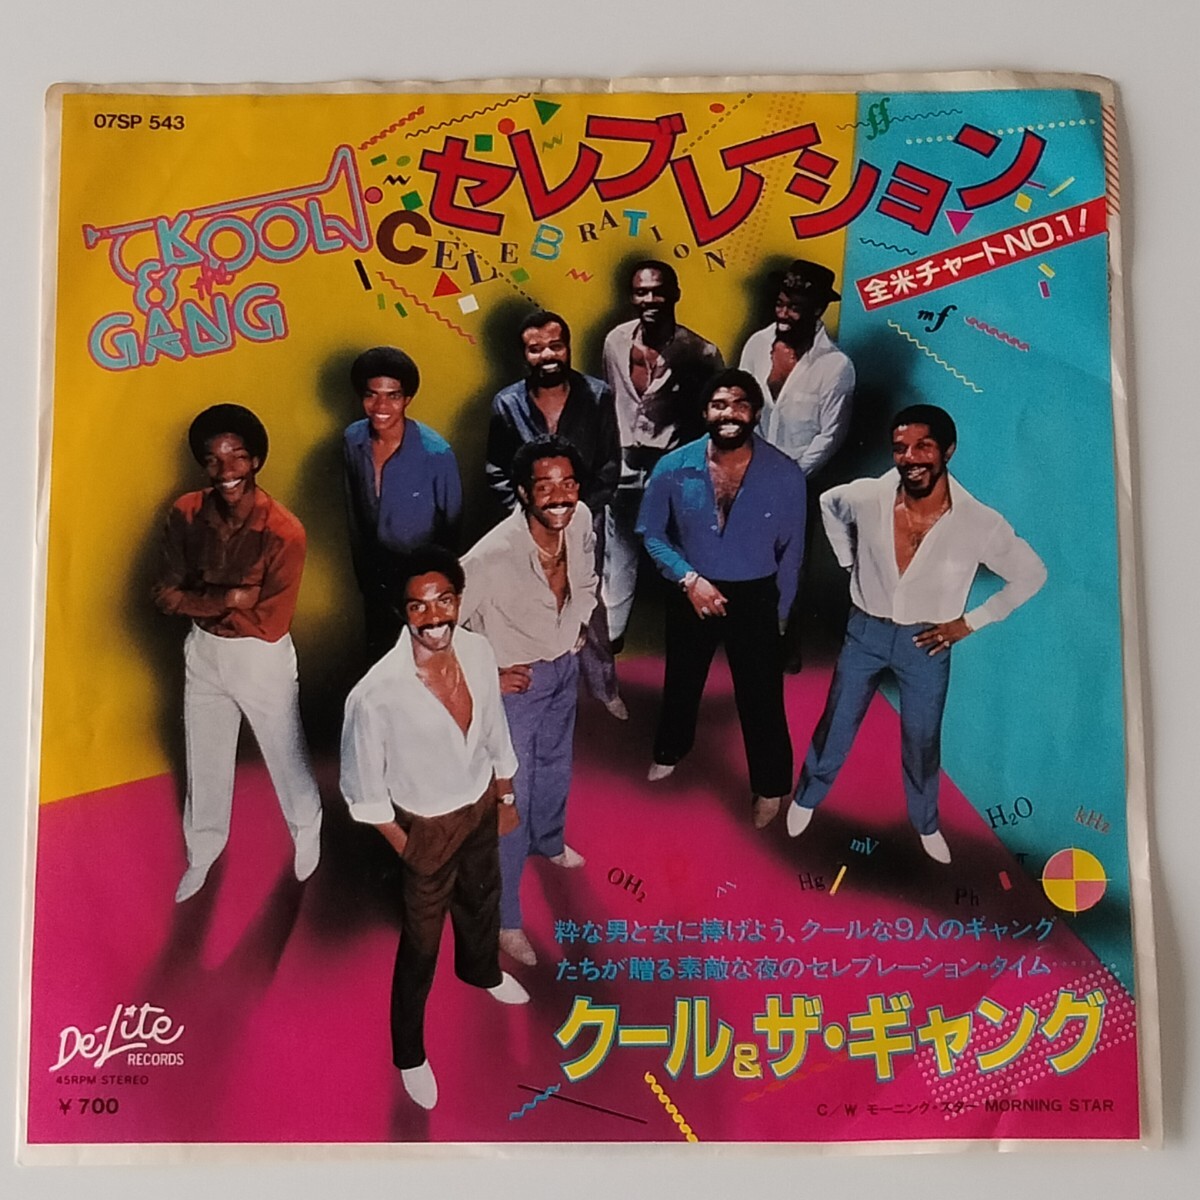 07SP 543
セレブレーション
CELEBRATION
KOOL
& the
GANG
全米チャートNO.1!
ff
mf
H₂O
kHz
mV
π
OH₂
Hg
Ph
粋な男と女に捧げよう、クールな9人のギャング
たちが贈る素敵な夜のセレブレーション・タイム
クール&ザ・ギャング
De-Lite
RECORDS
45RPM STEREO
¥700
C/W モーニング・スター MORNING STAR